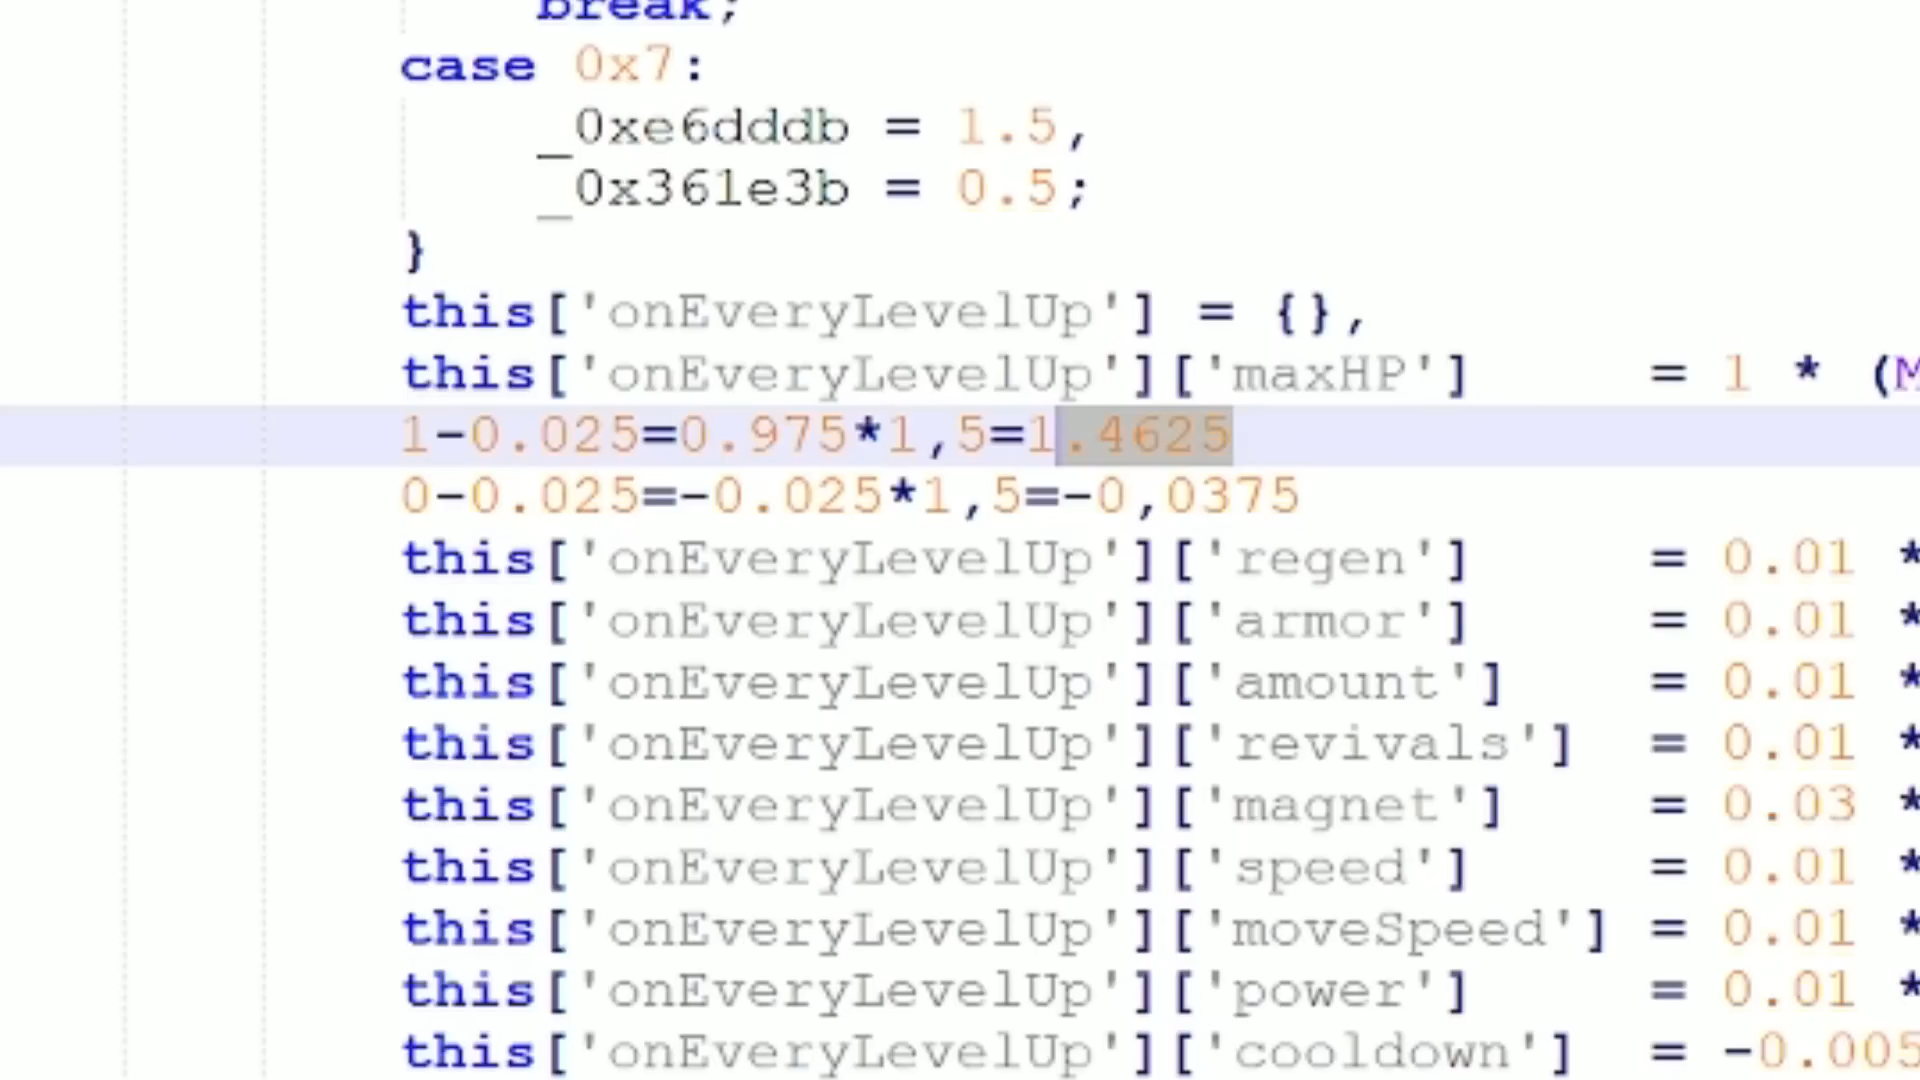 break;
case 0x7:
_0xe6dddb = 1.5,
_0x361e3b = 0.5;
}
this['onEveryLevelUp'] = {},
this['onEveryLevelUp']['maxHP'] = 1 * (M
1-0.025=0.975*1,5=1.4625
0-0.025=-0.025*1,5=-0,0375
this['onEveryLevelUp']['regen'] = 0.01 *
this['onEveryLevelUp']['armor'] = 0.01 *
this['onEveryLevelUp']['amount'] = 0.01 *
this['onEveryLevelUp']['revivals'] = 0.01 *
this['onEveryLevelUp']['magnet'] = 0.03 *
this['onEveryLevelUp']['speed'] = 0.01 *
this['onEveryLevelUp']['moveSpeed'] = 0.01 *
this['onEveryLevelUp']['power'] = 0.01 *
this['onEveryLevelUp']['cooldown'] = -0.005